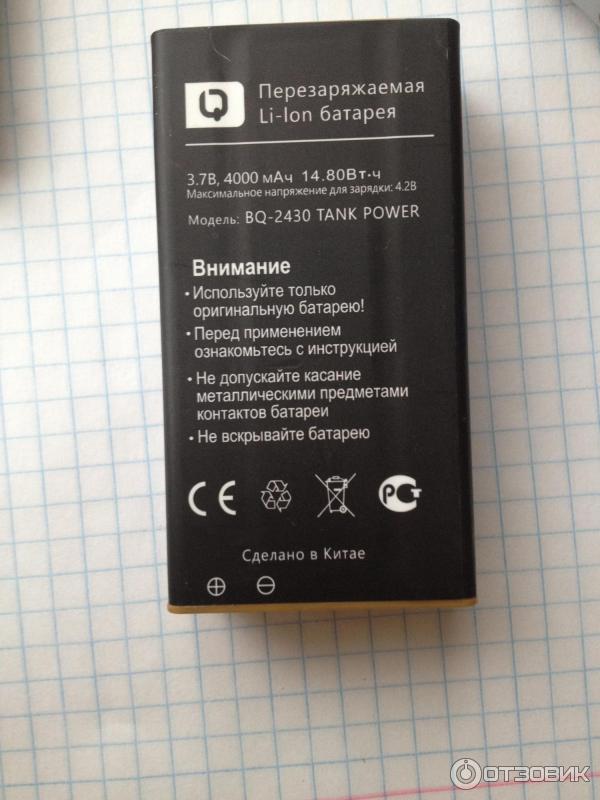 Перезаряжаемая
Li-Ion батарея
3.7В, 4000 мАч 14.80Вт·ч
Максимальное напряжение для зарядки: 4.2В
Модель: BQ-2430 TANK POWER
Внимание
• Используйте только
оригинальную батарею!
• Перед применением
ознакомьтесь с инструкцией
• Не допускайте касание
металлическими предметами
контактов батареи
• Не вскрывайте батарею
CE PCT
Сделано в Китае
⊕ ⊖
ОТЗОВИК